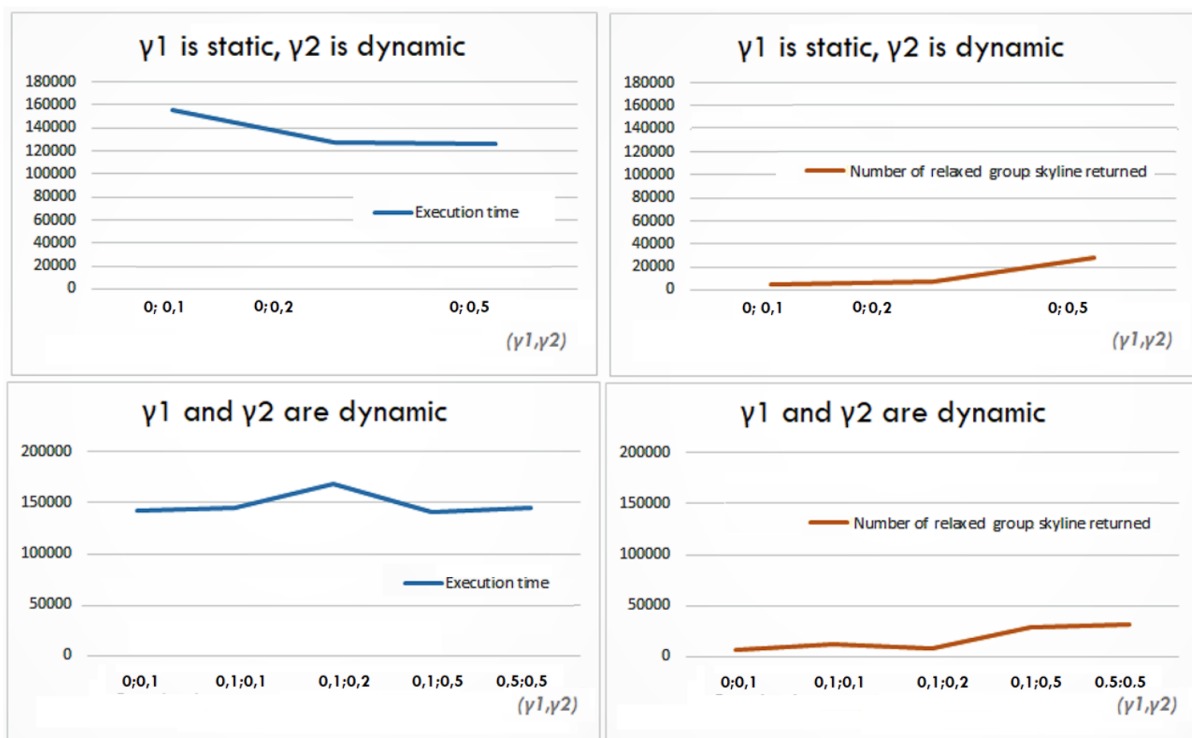 γ1 is static, γ2 is dynamic
180000
160000
140000
120000
100000
80000
60000
40000
20000
0
Execution time
0; 0,1 0;0,2 0; 0,5
(γ1,γ2)
γ1 is static, γ2 is dynamic
180000
160000
140000
120000
100000
80000
60000
40000
20000
0
Number of relaxed group skyline returned
0; 0,1 0;0,2 0; 0,5
(γ1,γ2)
γ1 and γ2 are dynamic
200000
150000
100000
50000
0
Execution time
0;0,1 0,1;0,1 0,1;0,2 0,1;0,5 0.5;0.5
(γ1,γ2)
γ1 and γ2 are dynamic
200000
150000
100000
50000
0
Number of relaxed group skyline returned
0;0,1 0,1;0,1 0,1;0,2 0,1;0,5 0.5:0.5
(γ1,γ2)